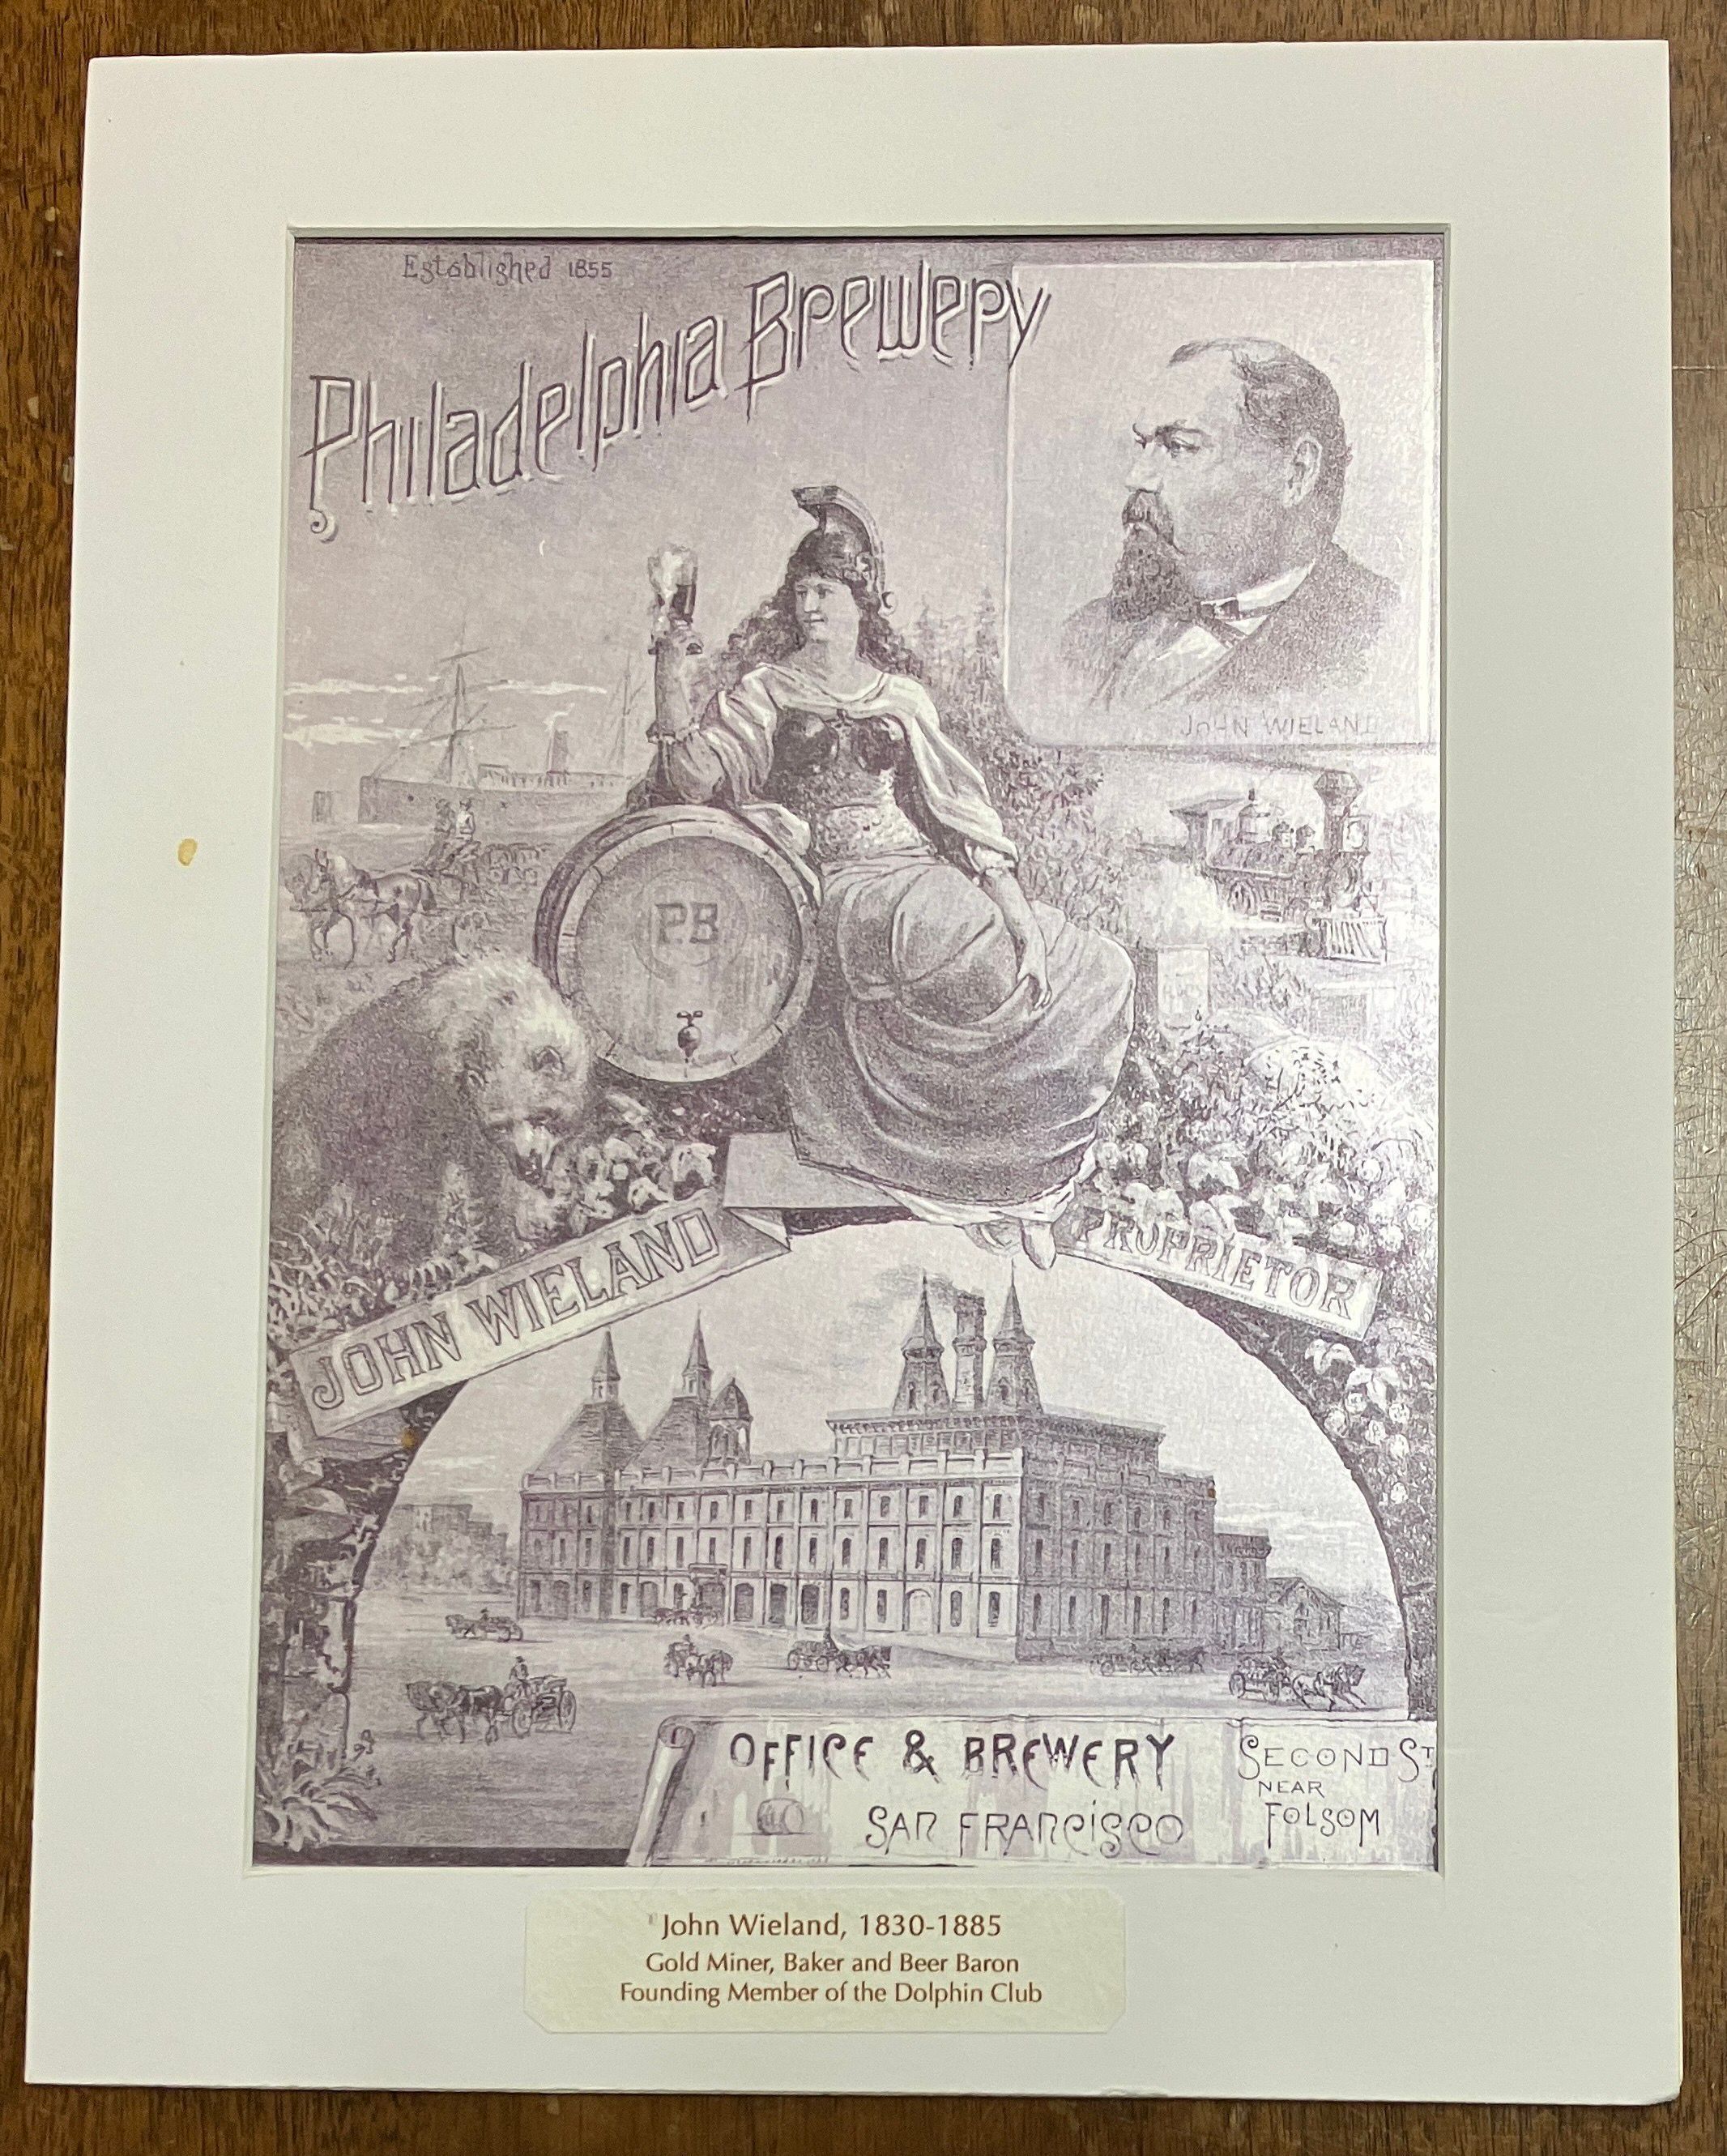 Established 1855
Philadelphia Brewery
JOHN WIELAND
P.B
JOHN WIELAND
PROPRIETOR
OFFICE & BREWERY
SAN FRANCISCO
SECOND ST
NEAR
FOLSOM
John Wieland, 1830-1885
Gold Miner, Baker and Beer Baron
Founding Member of the Dolphin Club